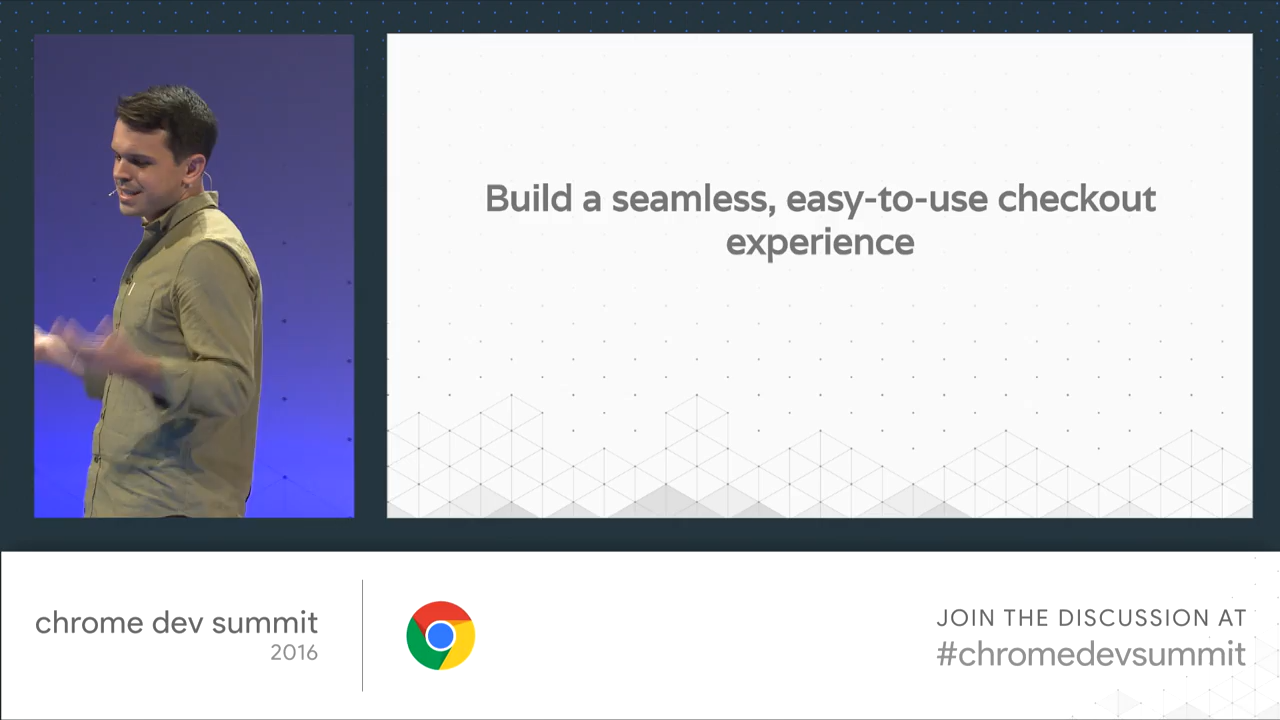 Build a seamless, easy-to-use checkout
experience
chrome dev summit
2016
JOIN THE DISCUSSION AT
#chromedevsummit